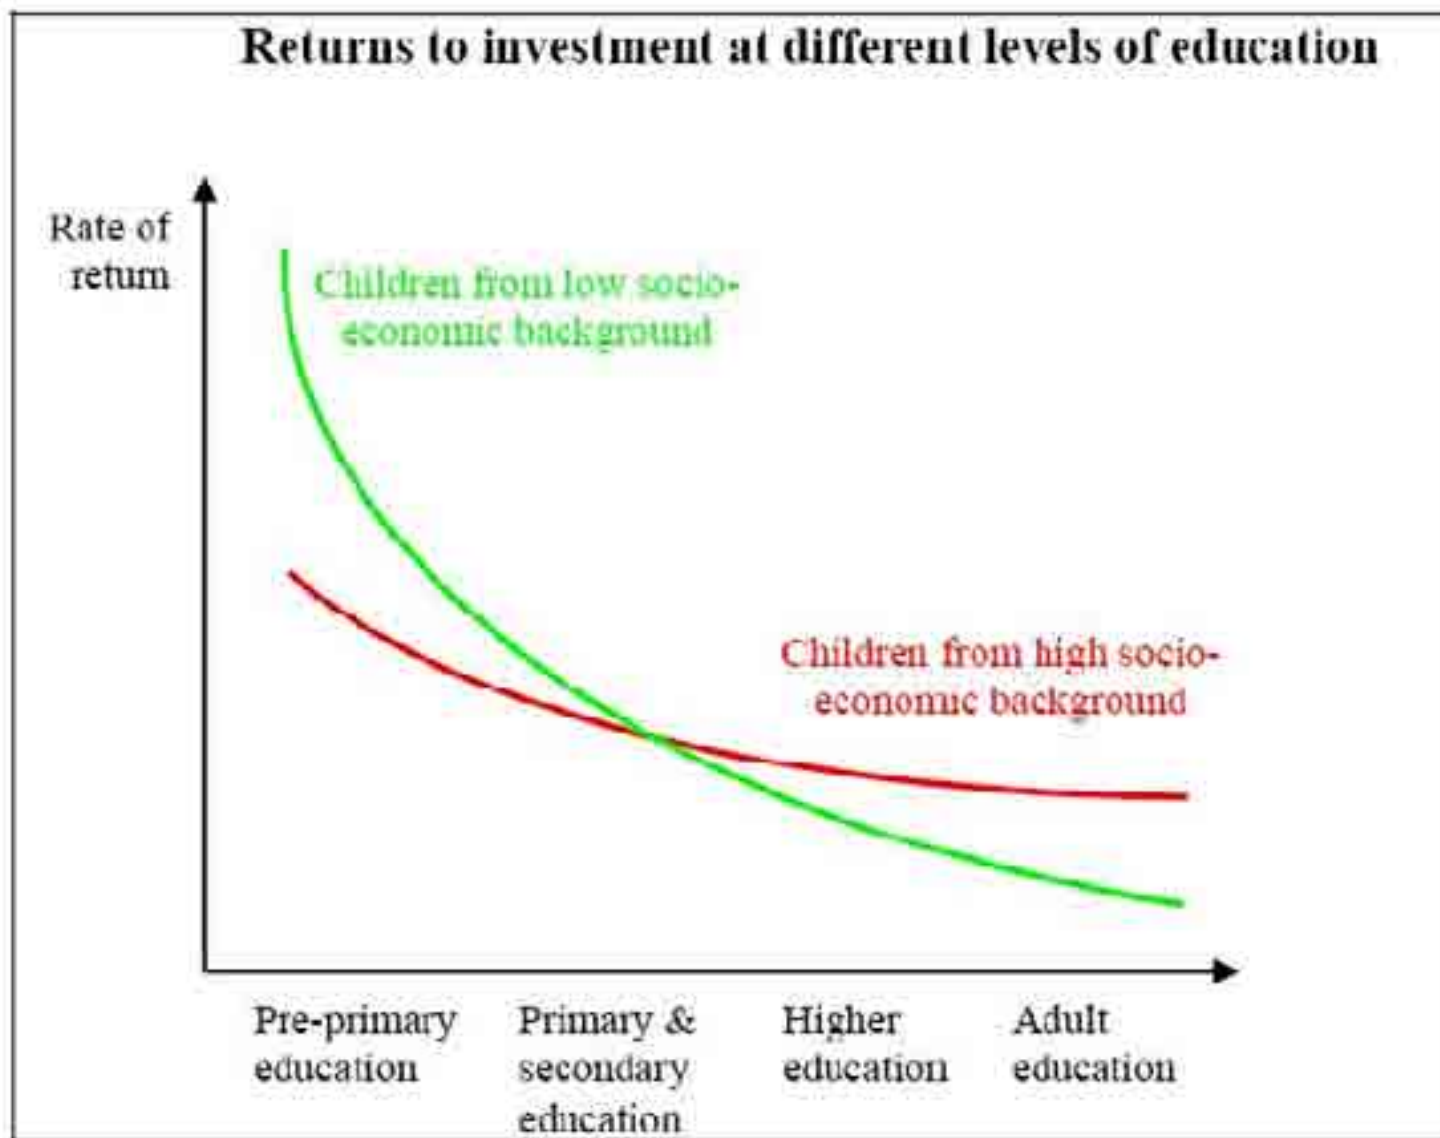 Returns to investment at different levels of education
Rate of
return
Children from low socio-
economic background
Children from high socio-
economic background
Pre-primary
education
Primary &
secondary
education
Higher
education
Adult
education